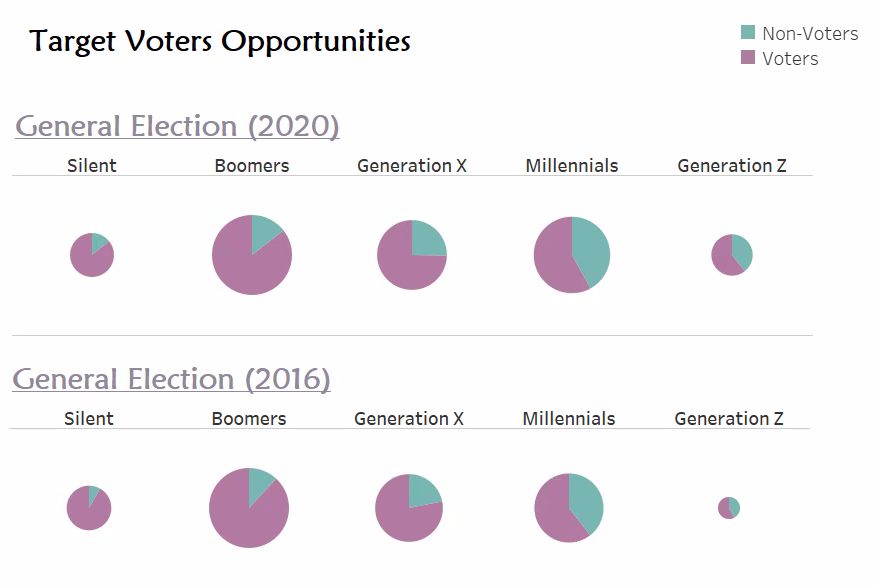 Target Voters Opportunities
Non-Voters
Voters
General Election (2020)
Silent Boomers Generation X Millennials Generation Z
General Election (2016)
Silent Boomers Generation X Millennials Generation Z